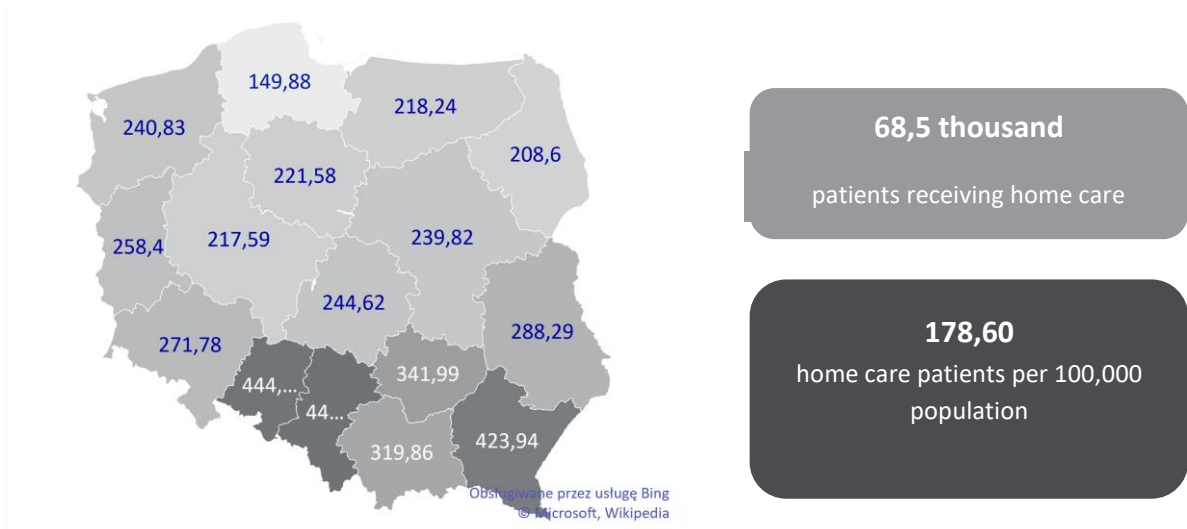 149,88
218,24
240,83
208,6
221,58
258,4
217,59
239,82
244,62
288,29
271,78
341,99
444,...
44...
423,94
319,86
Obsługiwane przez usługę Bing
© Microsoft, Wikipedia
68,5 thousand
patients receiving home care
178,60
home care patients per 100,000
population